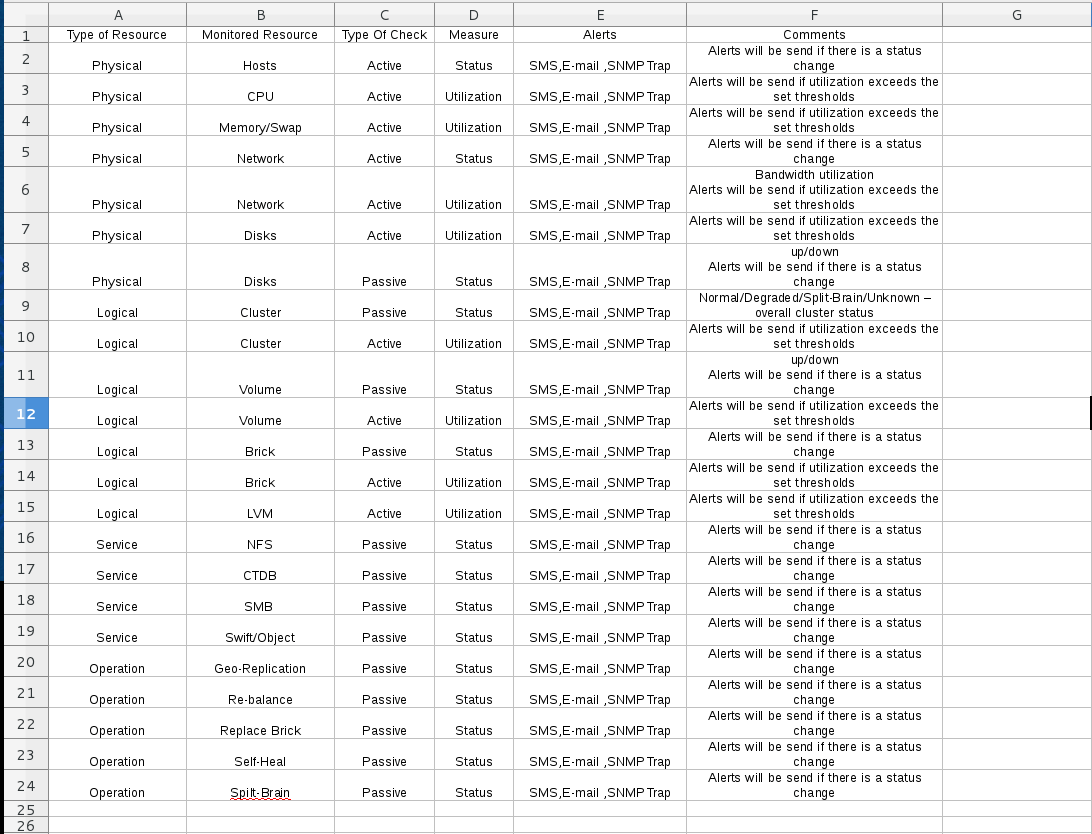 A B C D E F G
1 Type of Resource Monitored Resource Type Of Check Measure Alerts Comments
Alerts will be send if there is a status
2 Physical Hosts Active Status SMS,E-mail ,SNMP Trap change
Alerts will be send if utilization exceeds the
3 Physical CPU Active Utilization SMS,E-mail ,SNMP Trap set thresholds
Alerts will be send if utilization exceeds the
4 Physical Memory/Swap Active Utilization SMS,E-mail ,SNMP Trap set thresholds
Alerts will be send if there is a status
5 Physical Network Active Status SMS,E-mail ,SNMP Trap change
Bandwidth utilization
Alerts will be send if utilization exceeds the
6 Physical Network Active Utilization SMS,E-mail ,SNMP Trap set thresholds
Alerts will be send if utilization exceeds the
7 Physical Disks Active Utilization SMS,E-mail ,SNMP Trap set thresholds
up/down
Alerts will be send if there is a status
8 Physical Disks Passive Status SMS,E-mail ,SNMP Trap change
Normal/Degraded/Split-Brain/Unknown –
9 Logical Cluster Passive Status SMS,E-mail ,SNMP Trap overall cluster status
Alerts will be send if utilization exceeds the
10 Logical Cluster Active Utilization SMS,E-mail ,SNMP Trap set thresholds
up/down
Alerts will be send if there is a status
11 Logical Volume Passive Status SMS,E-mail ,SNMP Trap change
Alerts will be send if utilization exceeds the
12 Logical Volume Active Utilization SMS,E-mail ,SNMP Trap set thresholds
Alerts will be send if there is a status
13 Logical Brick Passive Status SMS,E-mail ,SNMP Trap change
Alerts will be send if utilization exceeds the
14 Logical Brick Active Utilization SMS,E-mail ,SNMP Trap set thresholds
Alerts will be send if utilization exceeds the
15 Logical LVM Active Utilization SMS,E-mail ,SNMP Trap set thresholds
Alerts will be send if there is a status
16 Service NFS Passive Status SMS,E-mail ,SNMP Trap change
Alerts will be send if there is a status
17 Service CTDB Passive Status SMS,E-mail ,SNMP Trap change
Alerts will be send if there is a status
18 Service SMB Passive Status SMS,E-mail ,SNMP Trap change
Alerts will be send if there is a status
19 Service Swift/Object Passive Status SMS,E-mail ,SNMP Trap change
Alerts will be send if there is a status
20 Operation Geo-Replication Passive Status SMS,E-mail ,SNMP Trap change
Alerts will be send if there is a status
21 Operation Re-balance Passive Status SMS,E-mail ,SNMP Trap change
Alerts will be send if there is a status
22 Operation Replace Brick Passive Status SMS,E-mail ,SNMP Trap change
Alerts will be send if there is a status
23 Operation Self-Heal Passive Status SMS,E-mail ,SNMP Trap change
Alerts will be send if there is a status
24 Operation Spilt-Brain Passive Status SMS,E-mail ,SNMP Trap change
25
26